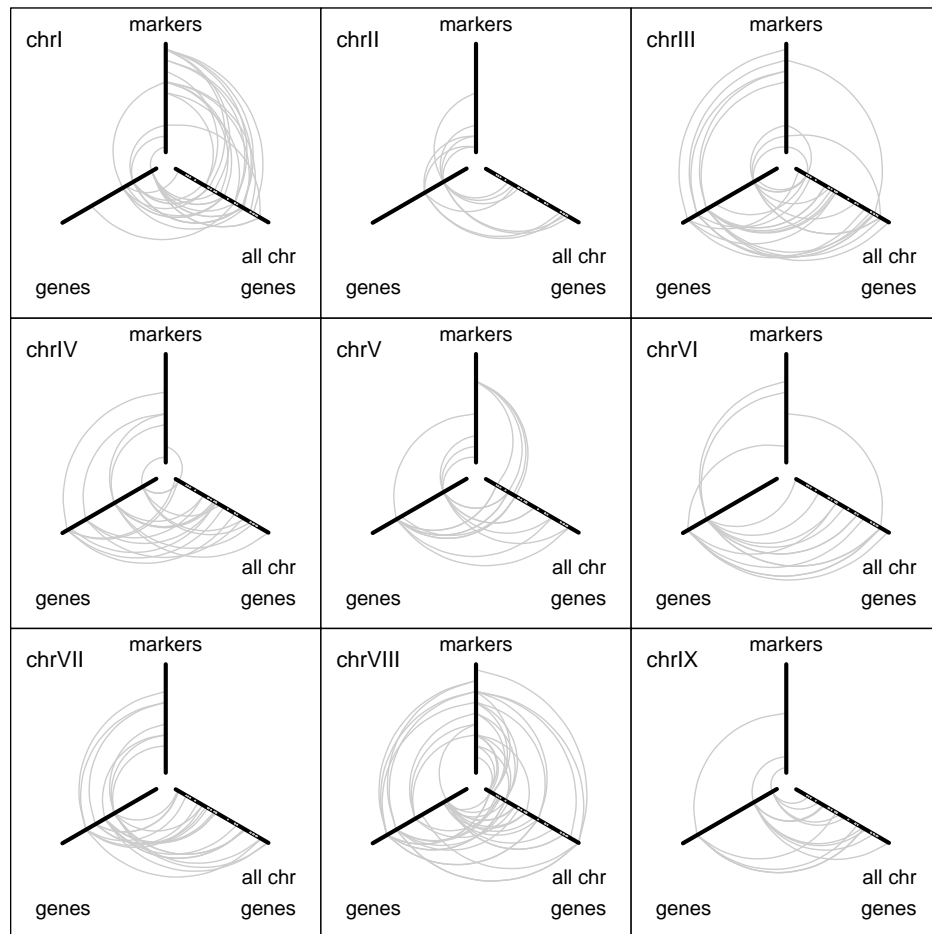 chrI
markers
genes
all chr
genes
chrII
markers
genes
all chr
genes
chrIII
markers
genes
all chr
genes
chrIV
markers
genes
all chr
genes
chrV
markers
genes
all chr
genes
chrVI
markers
genes
all chr
genes
chrVII
markers
genes
all chr
genes
chrVIII
markers
genes
all chr
genes
chrIX
markers
genes
all chr
genes